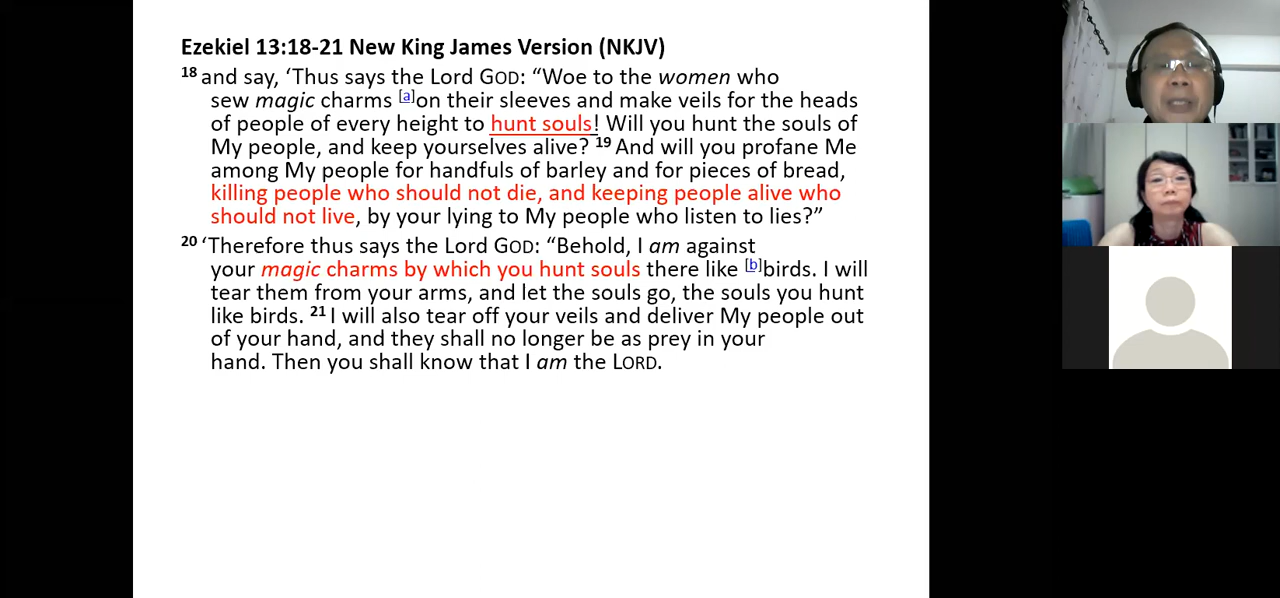 Ezekiel 13:18-21 New King James Version (NKJV)
18 and say, ‘Thus says the Lord GOD: “Woe to the women who
sew magic charms [a]on their sleeves and make veils for the heads
of people of every height to hunt souls! Will you hunt the souls of
My people, and keep yourselves alive? 19 And will you profane Me
among My people for handfuls of barley and for pieces of bread,
killing people who should not die, and keeping people alive who
should not live, by your lying to My people who listen to lies?”
20 ‘Therefore thus says the Lord GOD: “Behold, I am against
your magic charms by which you hunt souls there like [b]birds. I will
tear them from your arms, and let the souls go, the souls you hunt
like birds. 21 I will also tear off your veils and deliver My people out
of your hand, and they shall no longer be as prey in your
hand. Then you shall know that I am the LORD.